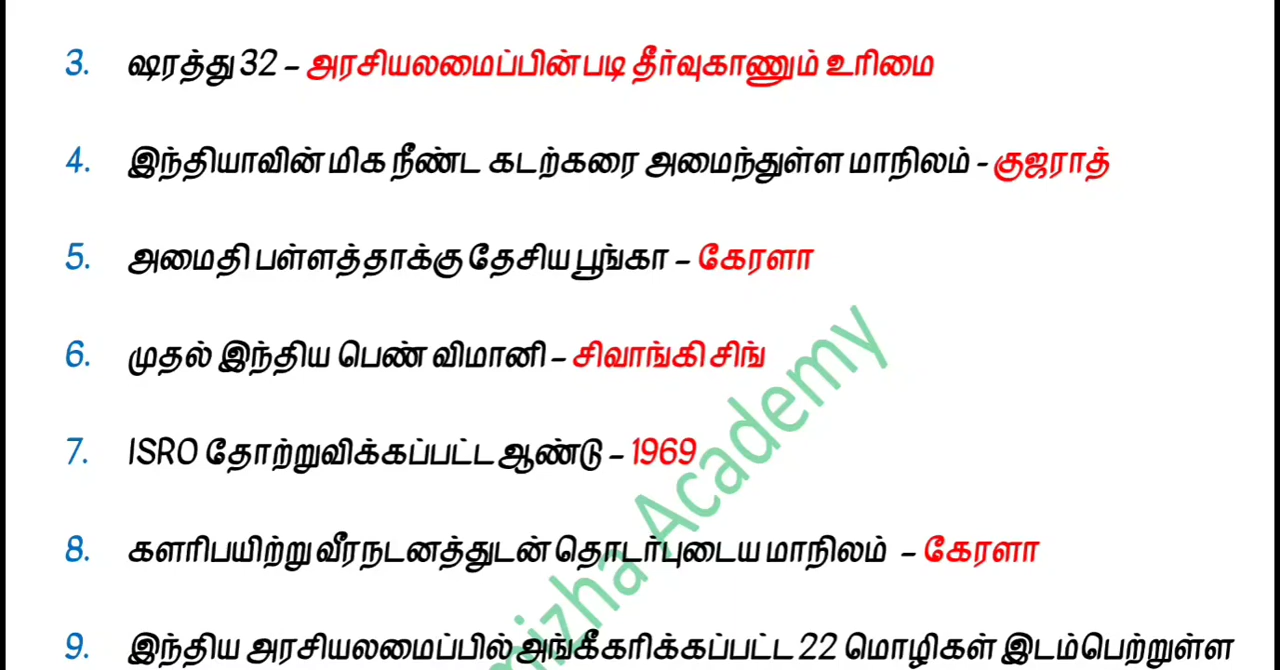 3. ஷரத்து 32 – அரசியலமைப்பின்படி தீர்வுகாணும் உரிமை
4. இந்தியாவின் மிக நீண்ட கடற்கரை அமைந்துள்ள மாநிலம் - குஜராத்
5. அமைதி பள்ளத்தாக்கு தேசிய பூங்கா – கேரளா
6. முதல் இந்திய பெண் விமானி – சிவாங்கி சிங்
7. ISRO தோற்றுவிக்கப்பட்ட ஆண்டு – 1969
8. களரிபயிற்று வீரநடனத்துடன் தொடர்புடைய மாநிலம் – கேரளா
9. இந்திய அரசியலமைப்பில் அங்கீகரிக்கப்பட்ட 22 மொழிகள் இடம்பெற்றுள்ள
mizha Academy